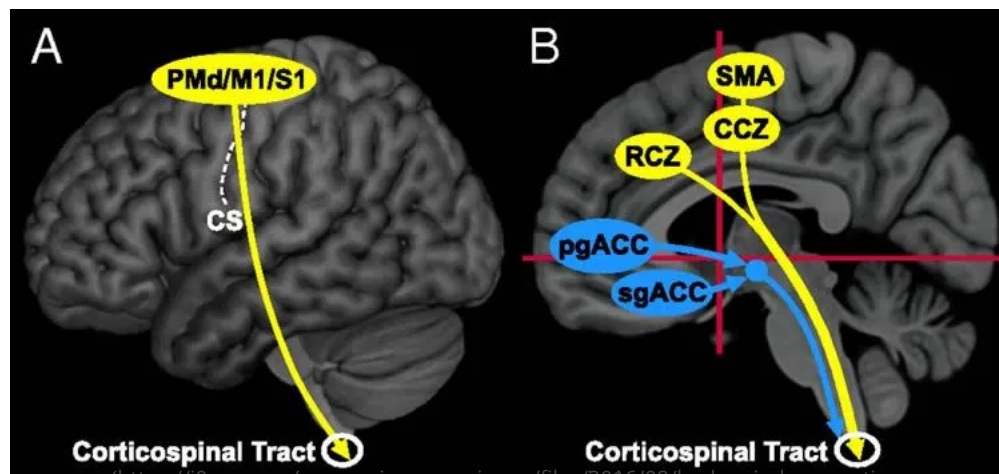 A
PMd/M1/S1
CS
Corticospinal Tract
B
SMA
CCZ
RCZ
pgACC
sgACC
Corticospinal Tract